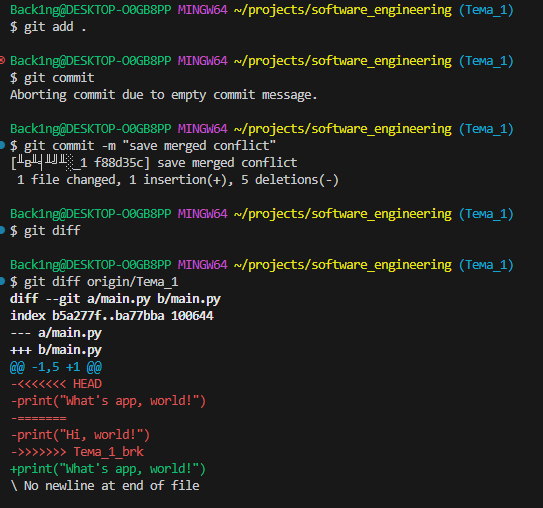 Back1ng@DESKTOP-O0GB8PP MINGW64 ~/projects/software_engineering (Тема_1)
$ git add .
Back1ng@DESKTOP-O0GB8PP MINGW64 ~/projects/software_engineering (Тема_1)
$ git commit
Aborting commit due to empty commit message.
Back1ng@DESKTOP-O0GB8PP MINGW64 ~/projects/software_engineering (Тема_1)
$ git commit -m "save merged conflict"
_1 f88d35c] save merged conflict
 1 file changed, 1 insertion(+), 5 deletions(-)
Back1ng@DESKTOP-O0GB8PP MINGW64 ~/projects/software_engineering (Тема_1)
$ git diff
Back1ng@DESKTOP-O0GB8PP MINGW64 ~/projects/software_engineering (Тема_1)
$ git diff origin/Тема_1
diff --git a/main.py b/main.py
index b5a277f..ba77bba 100644
--- a/main.py
+++ b/main.py
@@ -1,5 +1 @@
-<<<<<<< HEAD
-print("What's app, world!")
-=======
-print("Hi, world!")
->>>>>>> Тема_1_brk
+print("What's app, world!")
\ No newline at end of file